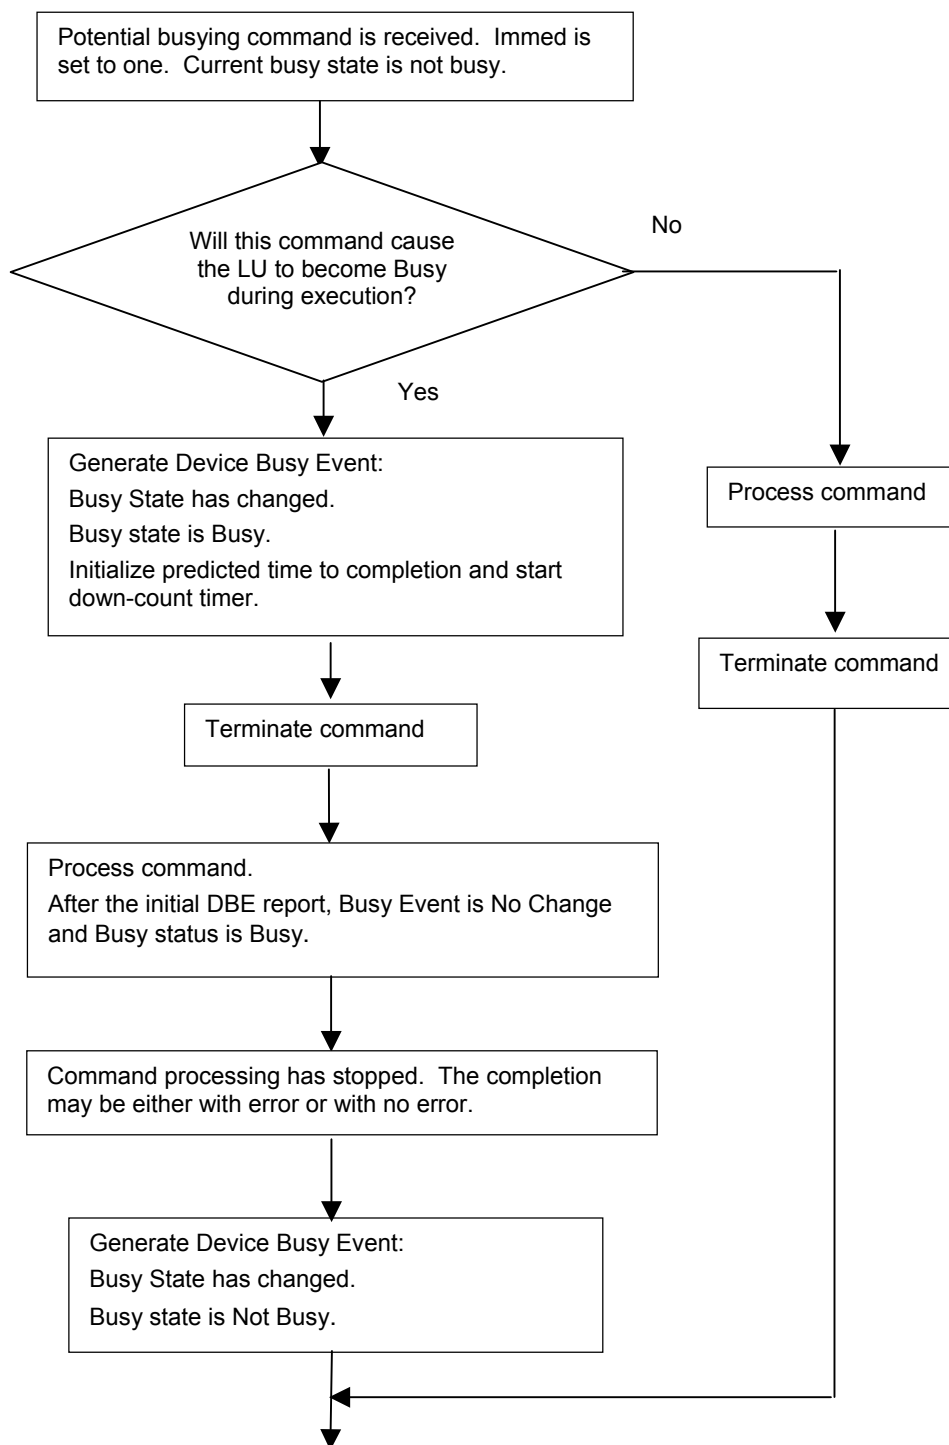 Potential busying command is received.  Immed is
set to one.  Current busy state is not busy.
No
Will this command cause
the LU to become Busy
during execution?
Yes
Generate Device Busy Event:
Busy State has changed.
Busy state is Busy.
Initialize predicted time to completion and start
down-count timer.
Process command
Terminate command
Terminate command
Process command.
After the initial DBE report, Busy Event is No Change
and Busy status is Busy.
Command processing has stopped.  The completion
may be either with error or with no error.
Generate Device Busy Event:
Busy State has changed.
Busy state is Not Busy.